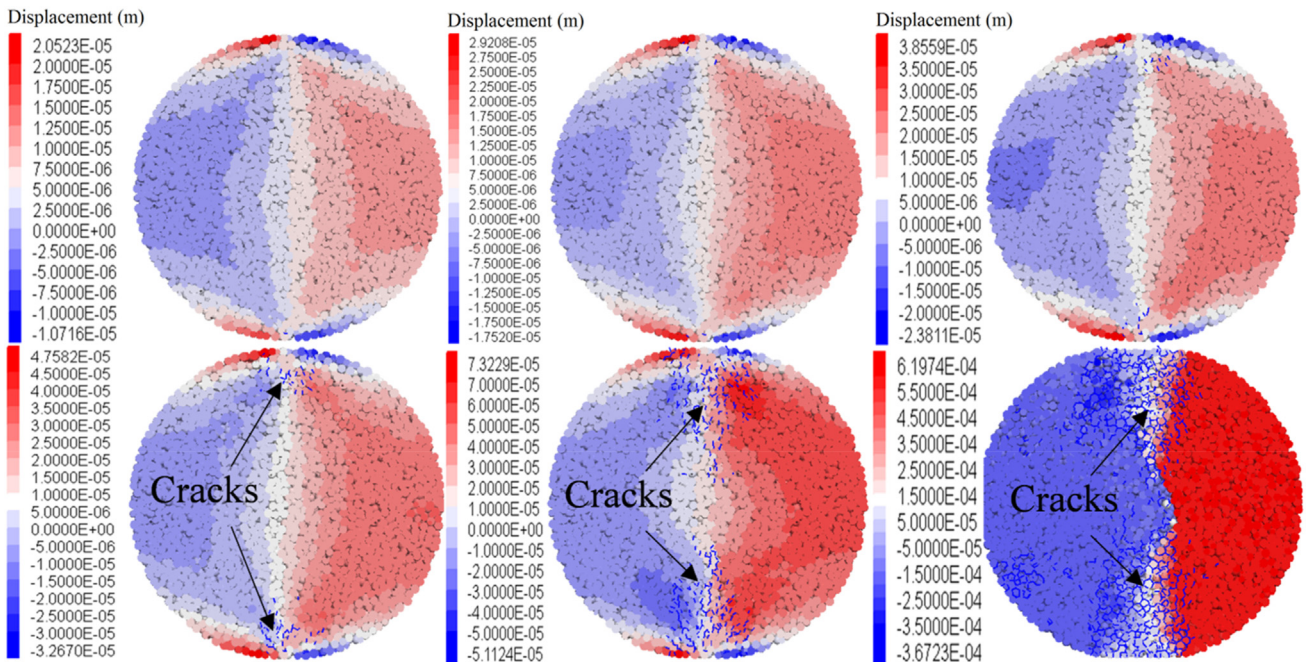 Displacement (m)
2.0523E-05
2.0000E-05
1.7500E-05
1.5000E-05
1.2500E-05
1.0000E-05
7.5000E-06
5.0000E-06
2.5000E-06
0.0000E+00
-2.5000E-06
-5.0000E-06
-7.5000E-06
-1.0000E-05
-1.0716E-05
Displacement (m)
2.9208E-05
2.7500E-05
2.5000E-05
2.2500E-05
2.0000E-05
1.7500E-05
1.5000E-05
1.2500E-05
1.0000E-05
7.5000E-06
5.0000E-06
2.5000E-06
0.0000E+00
-2.5000E-06
-5.0000E-06
-7.5000E-06
-1.0000E-05
-1.2500E-05
-1.5000E-05
-1.7500E-05
-1.7520E-05
Displacement (m)
3.8559E-05
3.5000E-05
3.0000E-05
2.5000E-05
2.0000E-05
1.5000E-05
1.0000E-05
5.0000E-06
0.0000E+00
-5.0000E-06
-1.0000E-05
-1.5000E-05
-2.0000E-05
-2.3811E-05
4.7582E-05
4.5000E-05
4.0000E-05
3.5000E-05
3.0000E-05
2.5000E-05
2.0000E-05
1.5000E-05
1.0000E-05
5.0000E-06
0.0000E+00
-5.0000E-06
-1.0000E-05
-1.5000E-05
-2.0000E-05
-2.5000E-05
-3.0000E-05
-3.2670E-05
Cracks
7.3229E-05
7.0000E-05
6.0000E-05
5.0000E-05
4.0000E-05
3.0000E-05
2.0000E-05
1.0000E-05
0.0000E+00
-1.0000E-05
-2.0000E-05
-3.0000E-05
-4.0000E-05
-5.0000E-05
-5.1124E-05
Cracks
6.1974E-04
5.5000E-04
4.5000E-04
3.5000E-04
2.5000E-04
1.5000E-04
5.0000E-05
-5.0000E-05
-1.5000E-04
-2.5000E-04
-3.5000E-04
-3.6723E-04
Cracks